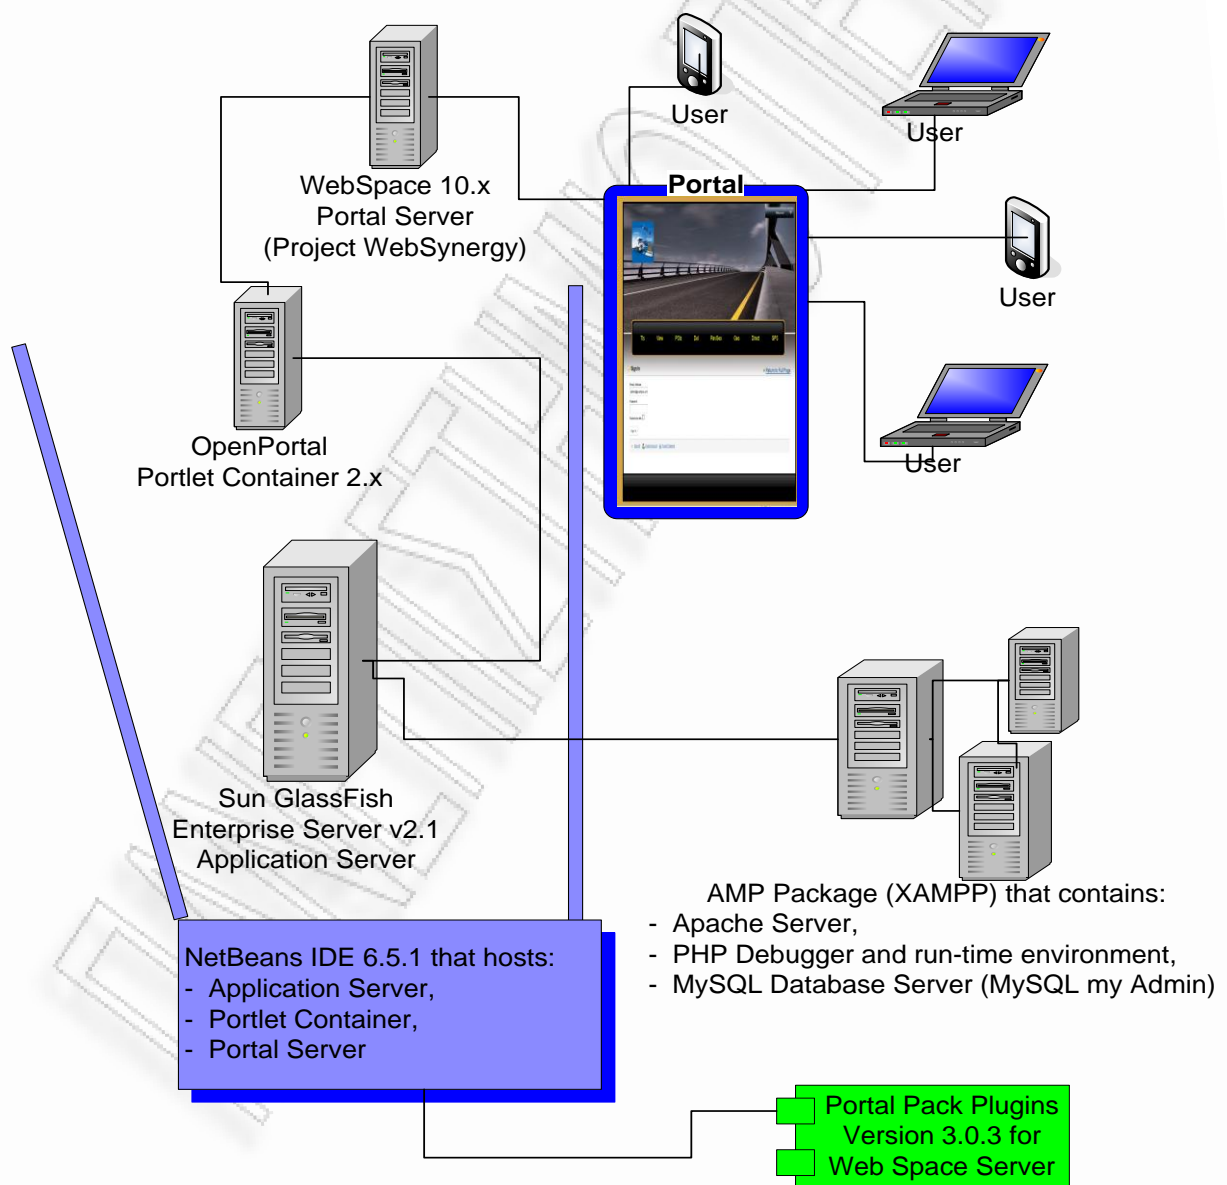 User
User
WebSpace 10.x
Portal Server
(Project WebSynergy)
Portal
User
OpenPortal
Portlet Container 2.x
User
Sun GlassFish
Enterprise Server v2.1
Application Server
AMP Package (XAMPP) that contains:
- Apache Server,
- PHP Debugger and run-time environment,
- MySQL Database Server (MySQL my Admin)
NetBeans IDE 6.5.1 that hosts:
- Application Server,
- Portlet Container,
- Portal Server
Portal Pack Plugins
Version 3.0.3 for
Web Space Server